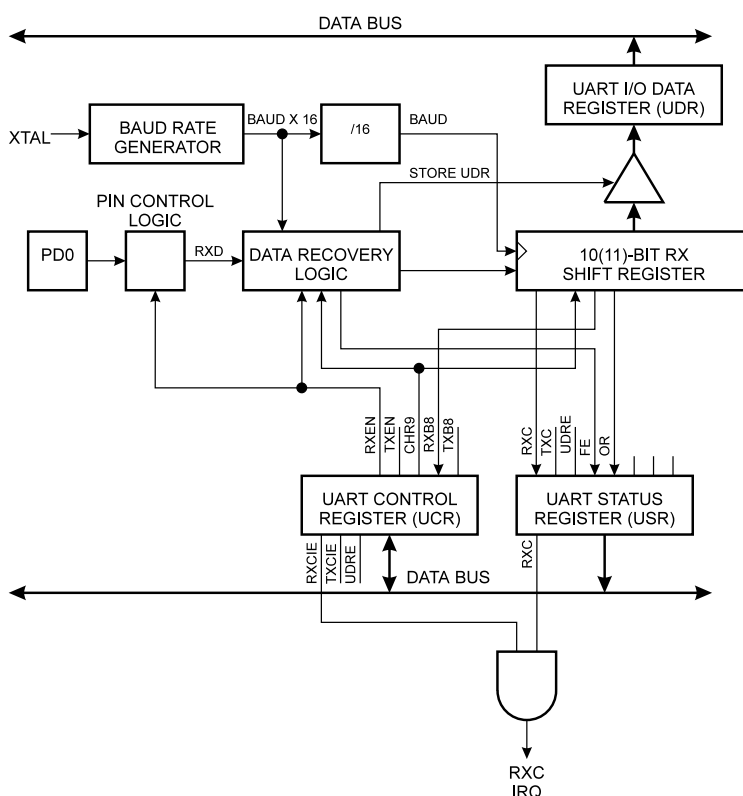 DATA BUS
UART I/O DATA
REGISTER (UDR)
XTAL
BAUD RATE
GENERATOR
BAUD X 16
/16
BAUD
STORE UDR
PIN CONTROL
LOGIC
PD0
RXD
DATA RECOVERY
LOGIC
10(11)-BIT RX
SHIFT REGISTER
RXEN
TXEN
CHR9
RXB8
TXB8
RXC
TXC
UDRE
FE
OR
UART CONTROL
REGISTER (UCR)
UART STATUS
REGISTER (USR)
RXCIE
TXCIE
UDRE
RXC
DATA BUS
RXC
IRQ